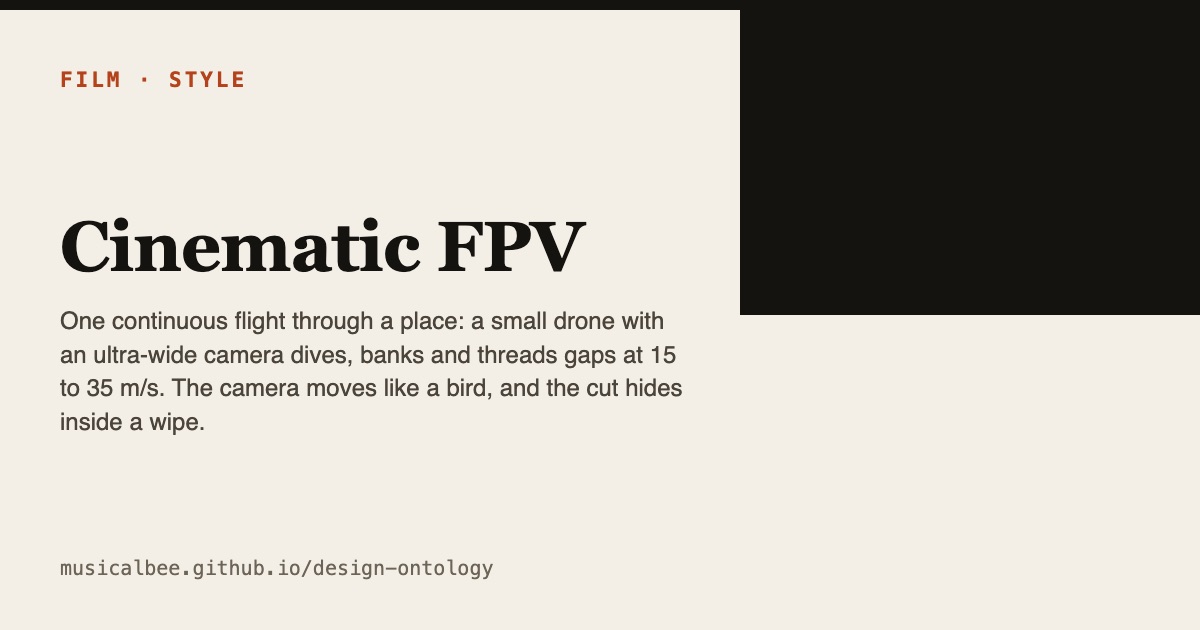 FILM · STYLE
Cinematic FPV
One continuous flight through a place: a small drone with
an ultra-wide camera dives, banks and threads gaps at 15
to 35 m/s. The camera moves like a bird, and the cut hides
inside a wipe.
musicalbee.github.io/design-ontology